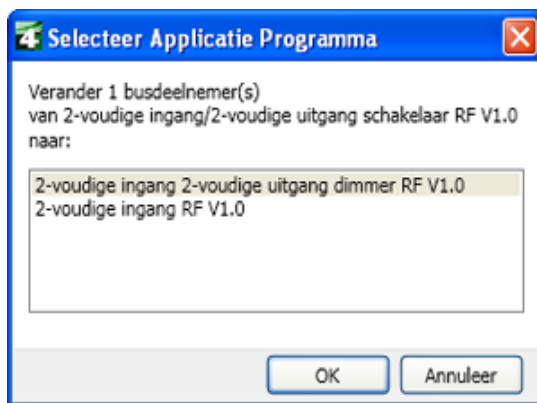 4 Selecteer Applicatie Programma
Verander 1 busdeelnemer(s)
van 2-voudige ingang/2-voudige uitgang schakelaar RF V1.0
naar:
2-voudige ingang 2-voudige uitgang dimmer RF V1.0
2-voudige ingang RF V1.0
OK Annuleer